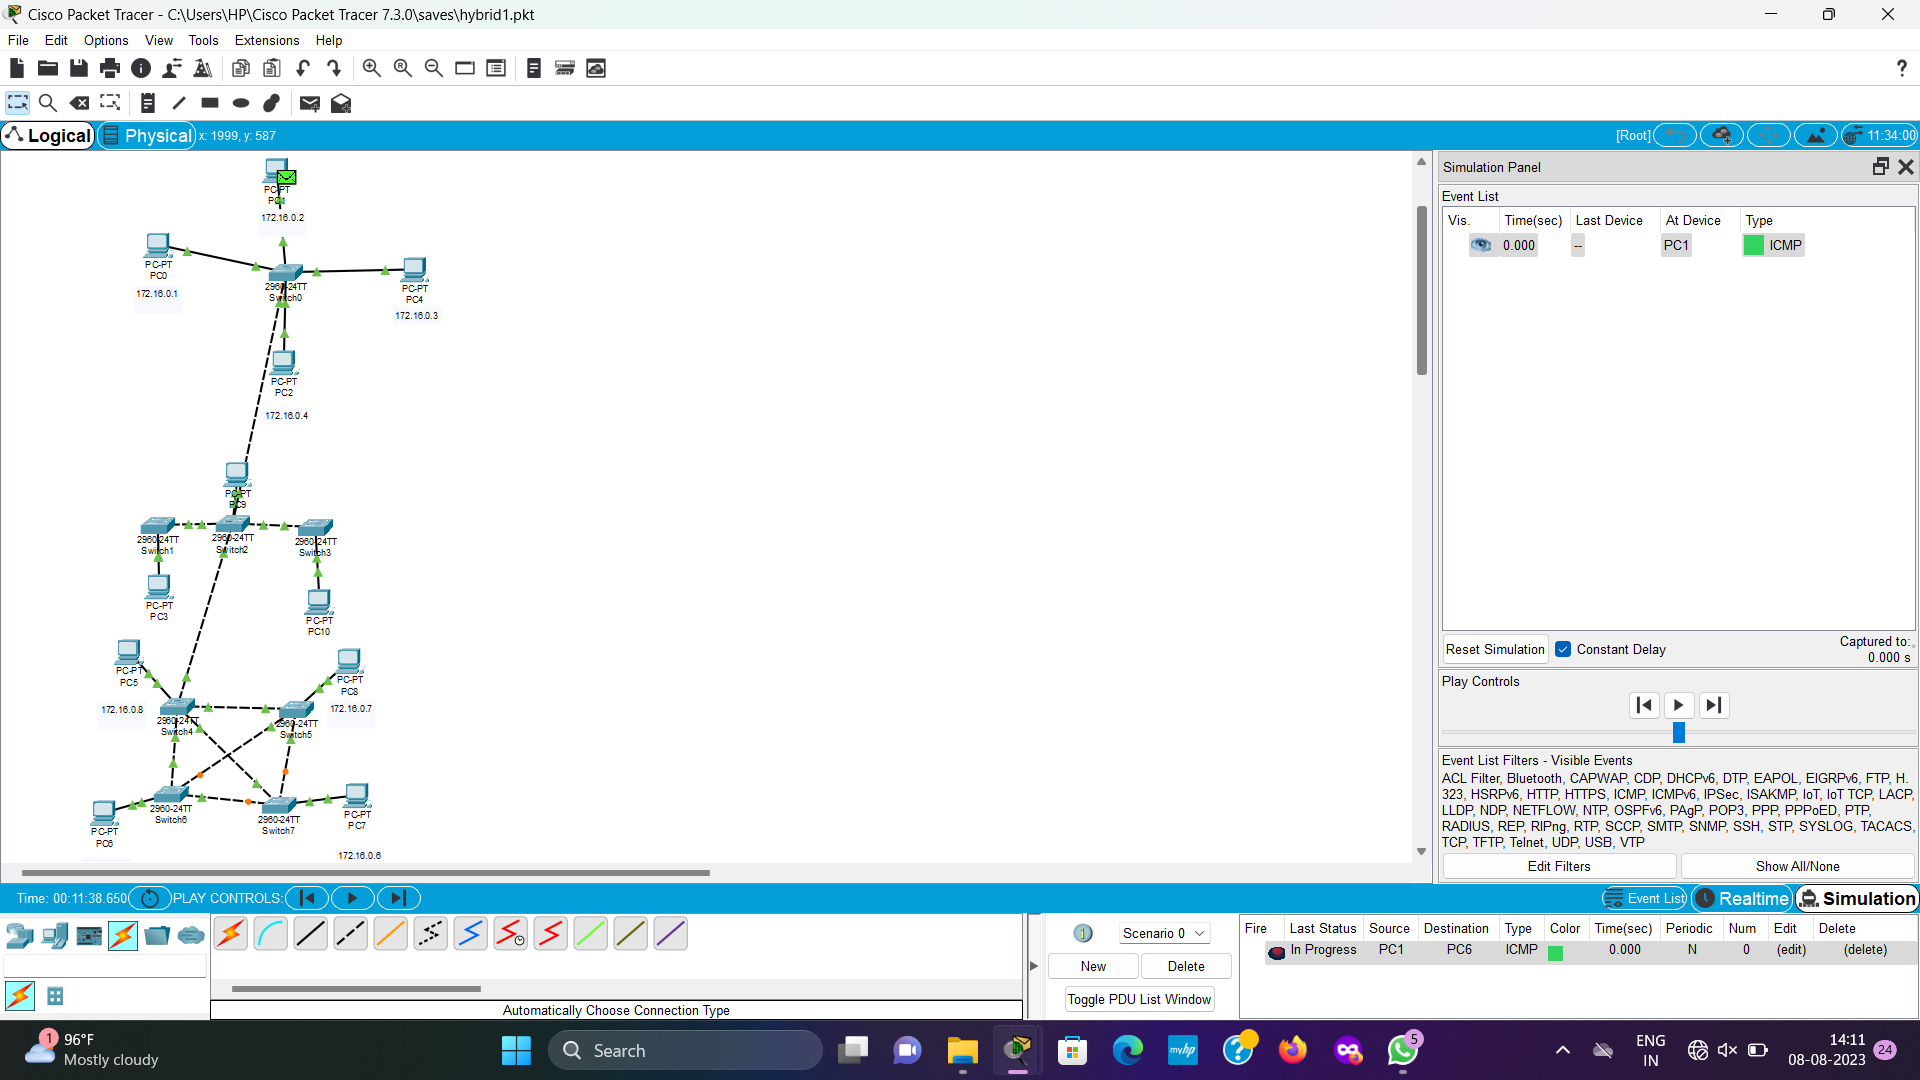 Cisco Packet Tracer - C:\Users\HP\Cisco Packet Tracer 7.3.0\saves\hybrid1.pkt
File Edit Options View Tools Extensions Help
Logical Physical x: 1999, y: 587 [Root] 11:34:00
PC-PT
PC1
172.16.0.2
PC-PT
PC0
172.16.0.1
2960-24TT
Switch0
PC-PT
PC4
172.16.0.3
PC-PT
PC2
172.16.0.4
PC-PT
PC9
2960-24TT
Switch1
2960-24TT
Switch2
2960-24TT
Switch3
PC-PT
PC3
PC-PT
PC10
PC-PT
PC5
172.16.0.8
PC-PT
PC8
172.16.0.7
2960-24TT
Switch4
2960-24TT
Switch5
2960-24TT
Switch6
2960-24TT
Switch7
PC-PT
PC6
PC-PT
PC7
172.16.0.6
Simulation Panel
Event List
Vis. Time(sec) Last Device At Device Type
0.000 -- PC1 ICMP
Reset Simulation Constant Delay Captured to:
0.000 s
Play Controls
Event List Filters - Visible Events
ACL Filter, Bluetooth, CAPWAP, CDP, DHCPv6, DTP, EAPOL, EIGRPv6, FTP, H.
323, HSRPv6, HTTP, HTTPS, ICMP, ICMPv6, IPSec, ISAKMP, IoT, IoT TCP, LACP,
LLDP, NDP, NETFLOW, NTP, OSPFv6, PAgP, POP3, PPP, PPPoED, PTP,
RADIUS, REP, RIPng, RTP, SCCP, SMTP, SNMP, SSH, STP, SYSLOG, TACACS,
TCP, TFTP, Telnet, UDP, USB, VTP
Edit Filters Show All/None
Time: 00:11:38.650 PLAY CONTROLS: Event List Realtime Simulation
Automatically Choose Connection Type
Scenario 0
New Delete
Toggle PDU List Window
Fire Last Status Source Destination Type Color Time(sec) Periodic Num Edit Delete
In Progress PC1 PC6 ICMP 0.000 N 0 (edit) (delete)
1 96°F
Mostly cloudy
Search
myhp
5
ENG
IN
14:11
08-08-2023
24